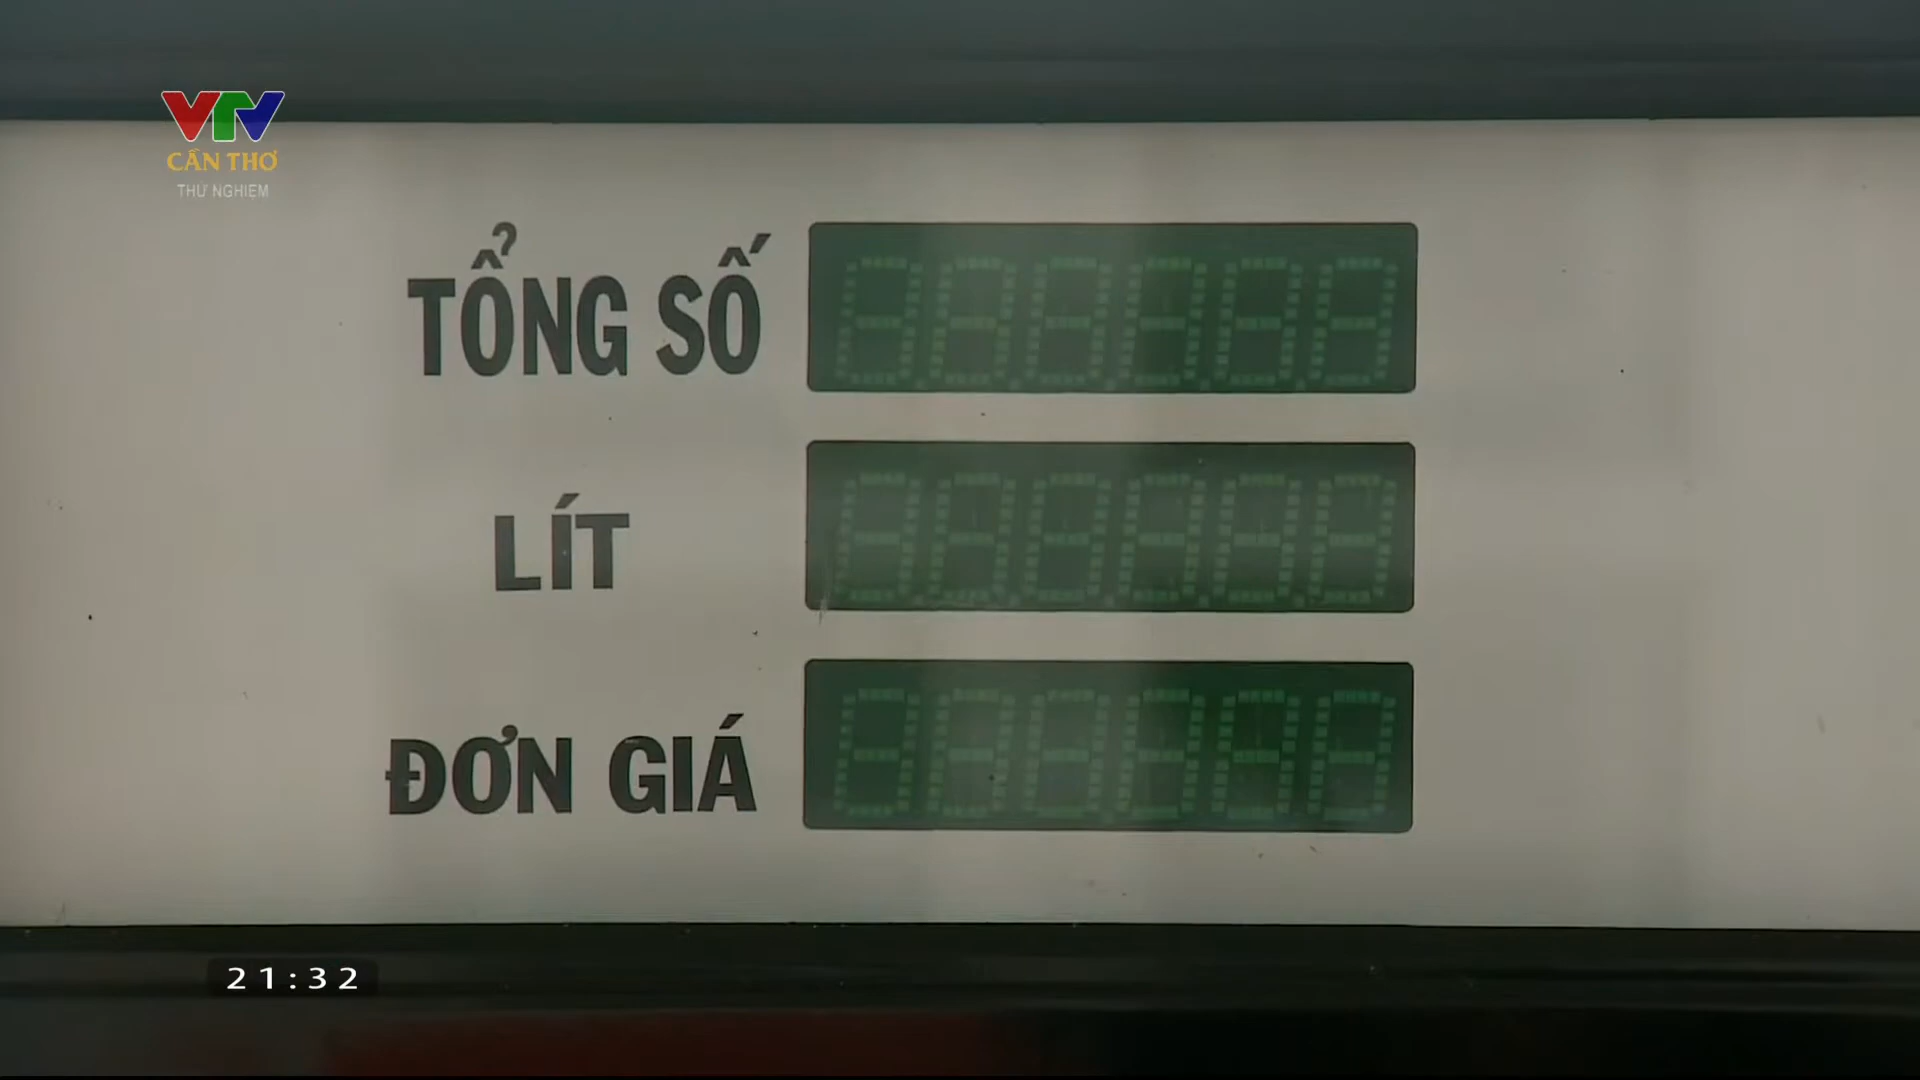 VTV
CẦN THƠ
THỬ NGHIỆM
TỔNG SỐ
LÍT
ĐƠN GIÁ
21:32